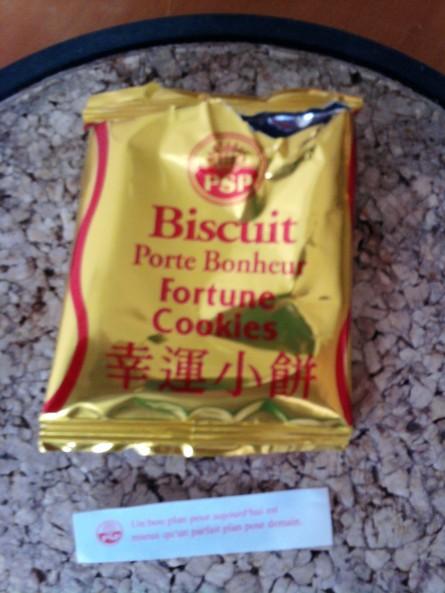 PSP
Biscuit
Porte Bonheur
Fortune
Cookies
幸運小餅
PSP
Un bon plan pour aujourd'hui est
mieux qu'un parfait plan pour demain.